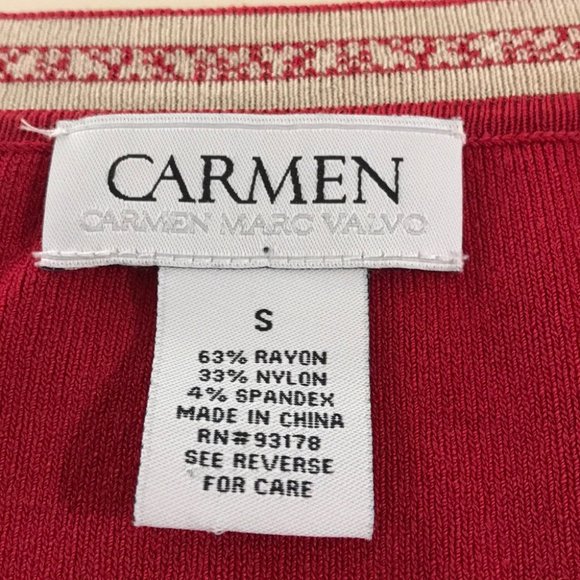 CARMEN
CARMEN MARC VALVO
S
63% RAYON
33% NYLON
4% SPANDEX
MADE IN CHINA
RN#93178
SEE REVERSE
FOR CARE